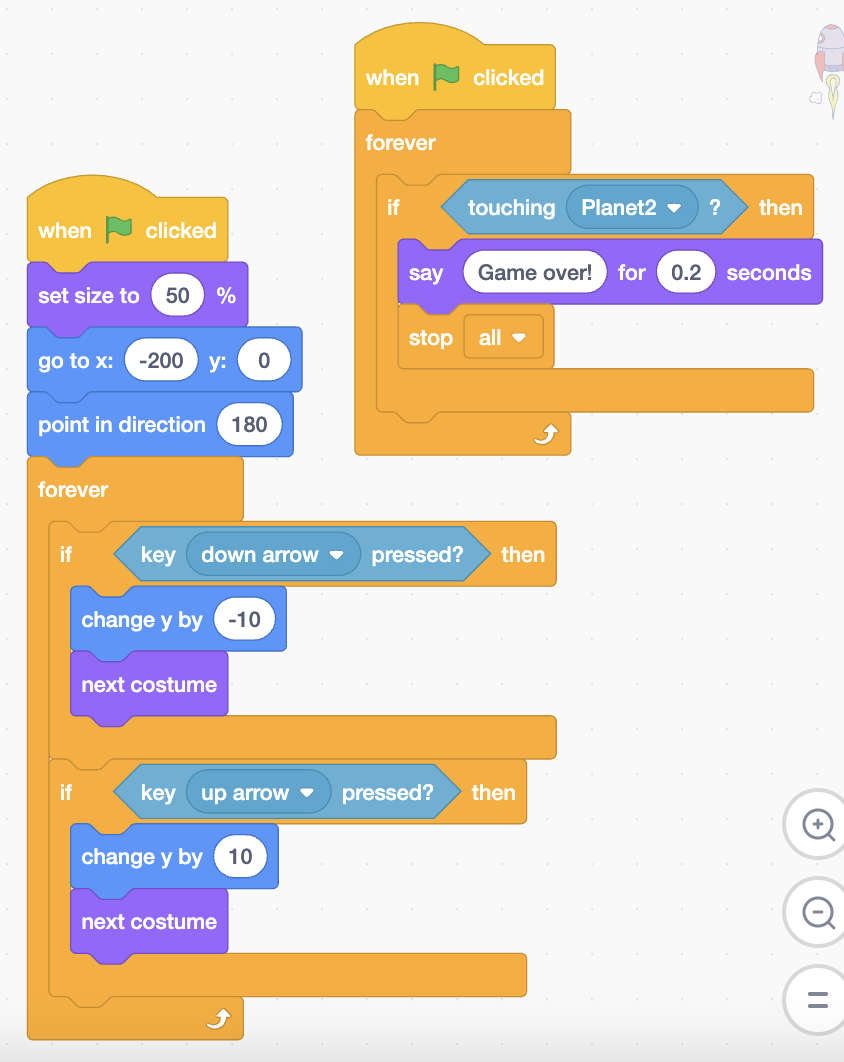 when clicked
set size to 50 %
go to x: -200 y: 0
point in direction 180
forever
if key down arrow pressed? then
change y by -10
next costume
if key up arrow pressed? then
change y by 10
next costume
when clicked
forever
if touching Planet2 ? then
say Game over! for 0.2 seconds
stop all